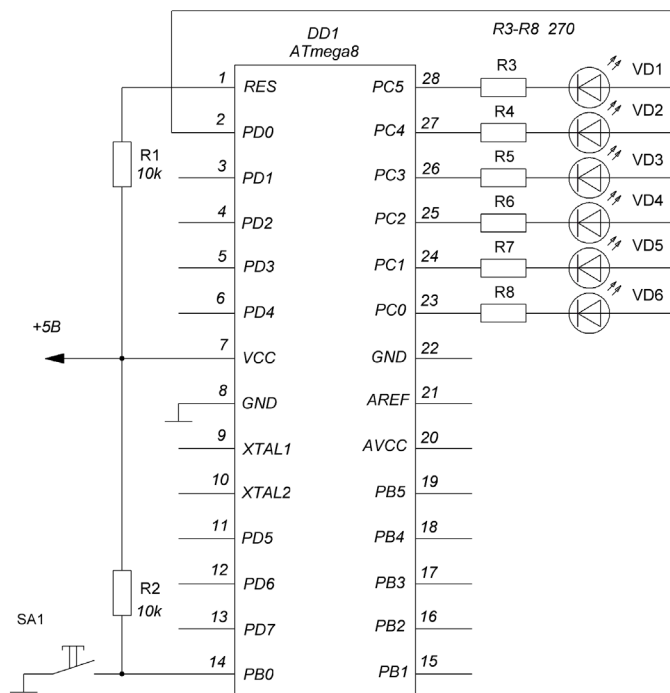 DD1
ATmega8
R3-R8 270
1 RES
2 PD0
3 PD1
4 PD2
5 PD3
6 PD4
7 VCC
8 GND
9 XTAL1
10 XTAL2
11 PD5
12 PD6
13 PD7
14 PB0
PC5 28
PC4 27
PC3 26
PC2 25
PC1 24
PC0 23
GND 22
AREF 21
AVCC 20
PB5 19
PB4 18
PB3 17
PB2 16
PB1 15
R1
10k
+5В
R2
10k
SA1
R3
R4
R5
R6
R7
R8
VD1
VD2
VD3
VD4
VD5
VD6